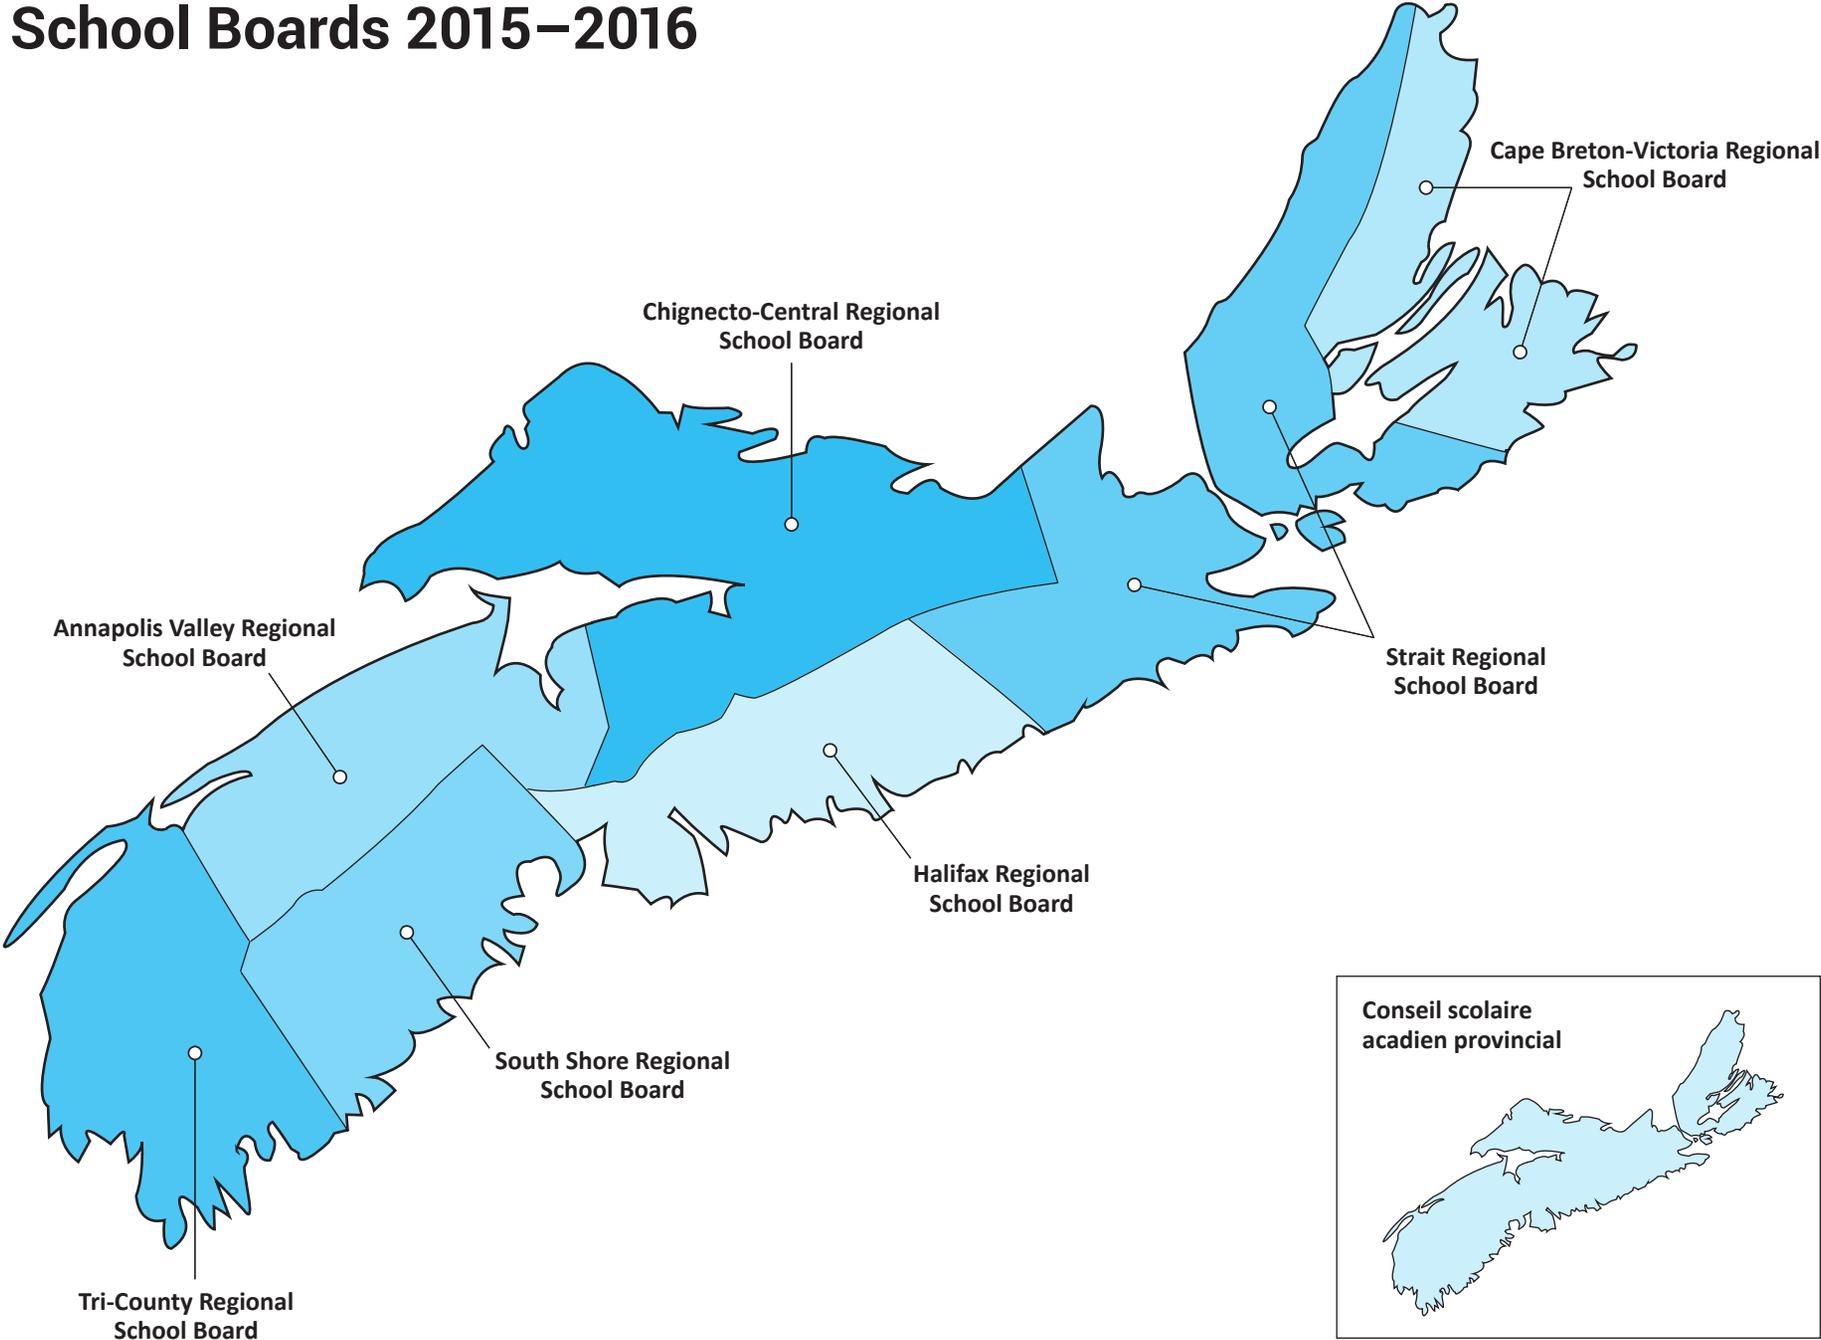 School Boards 2015–2016
Cape Breton-Victoria Regional
School Board
Chignecto-Central Regional
School Board
Annapolis Valley Regional
School Board
Strait Regional
School Board
Halifax Regional
School Board
South Shore Regional
School Board
Tri-County Regional
School Board
Conseil scolaire
acadien provincial